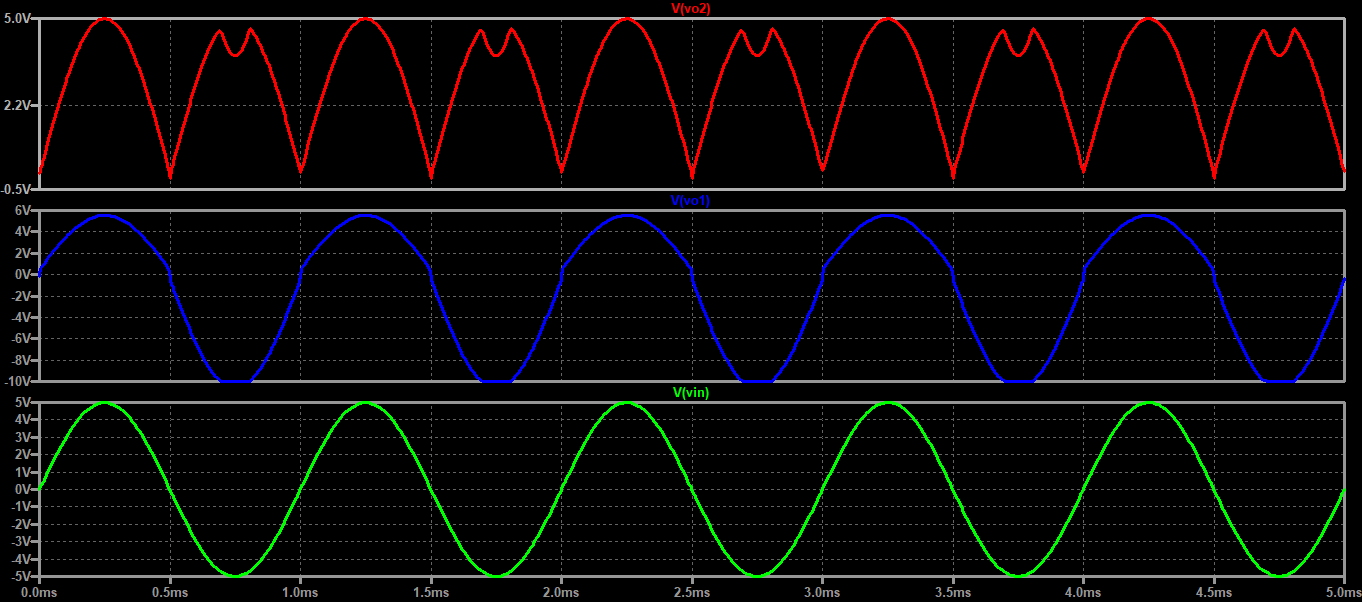 V(vo2)
5.0V
2.2V
-0.5V
V(vo1)
6V
4V
2V
0V
-2V
-4V
-6V
-8V
-10V
V(vin)
5V
4V
3V
2V
1V
0V
-1V
-2V
-3V
-4V
-5V
0.0ms 0.5ms 1.0ms 1.5ms 2.0ms 2.5ms 3.0ms 3.5ms 4.0ms 4.5ms 5.0ms